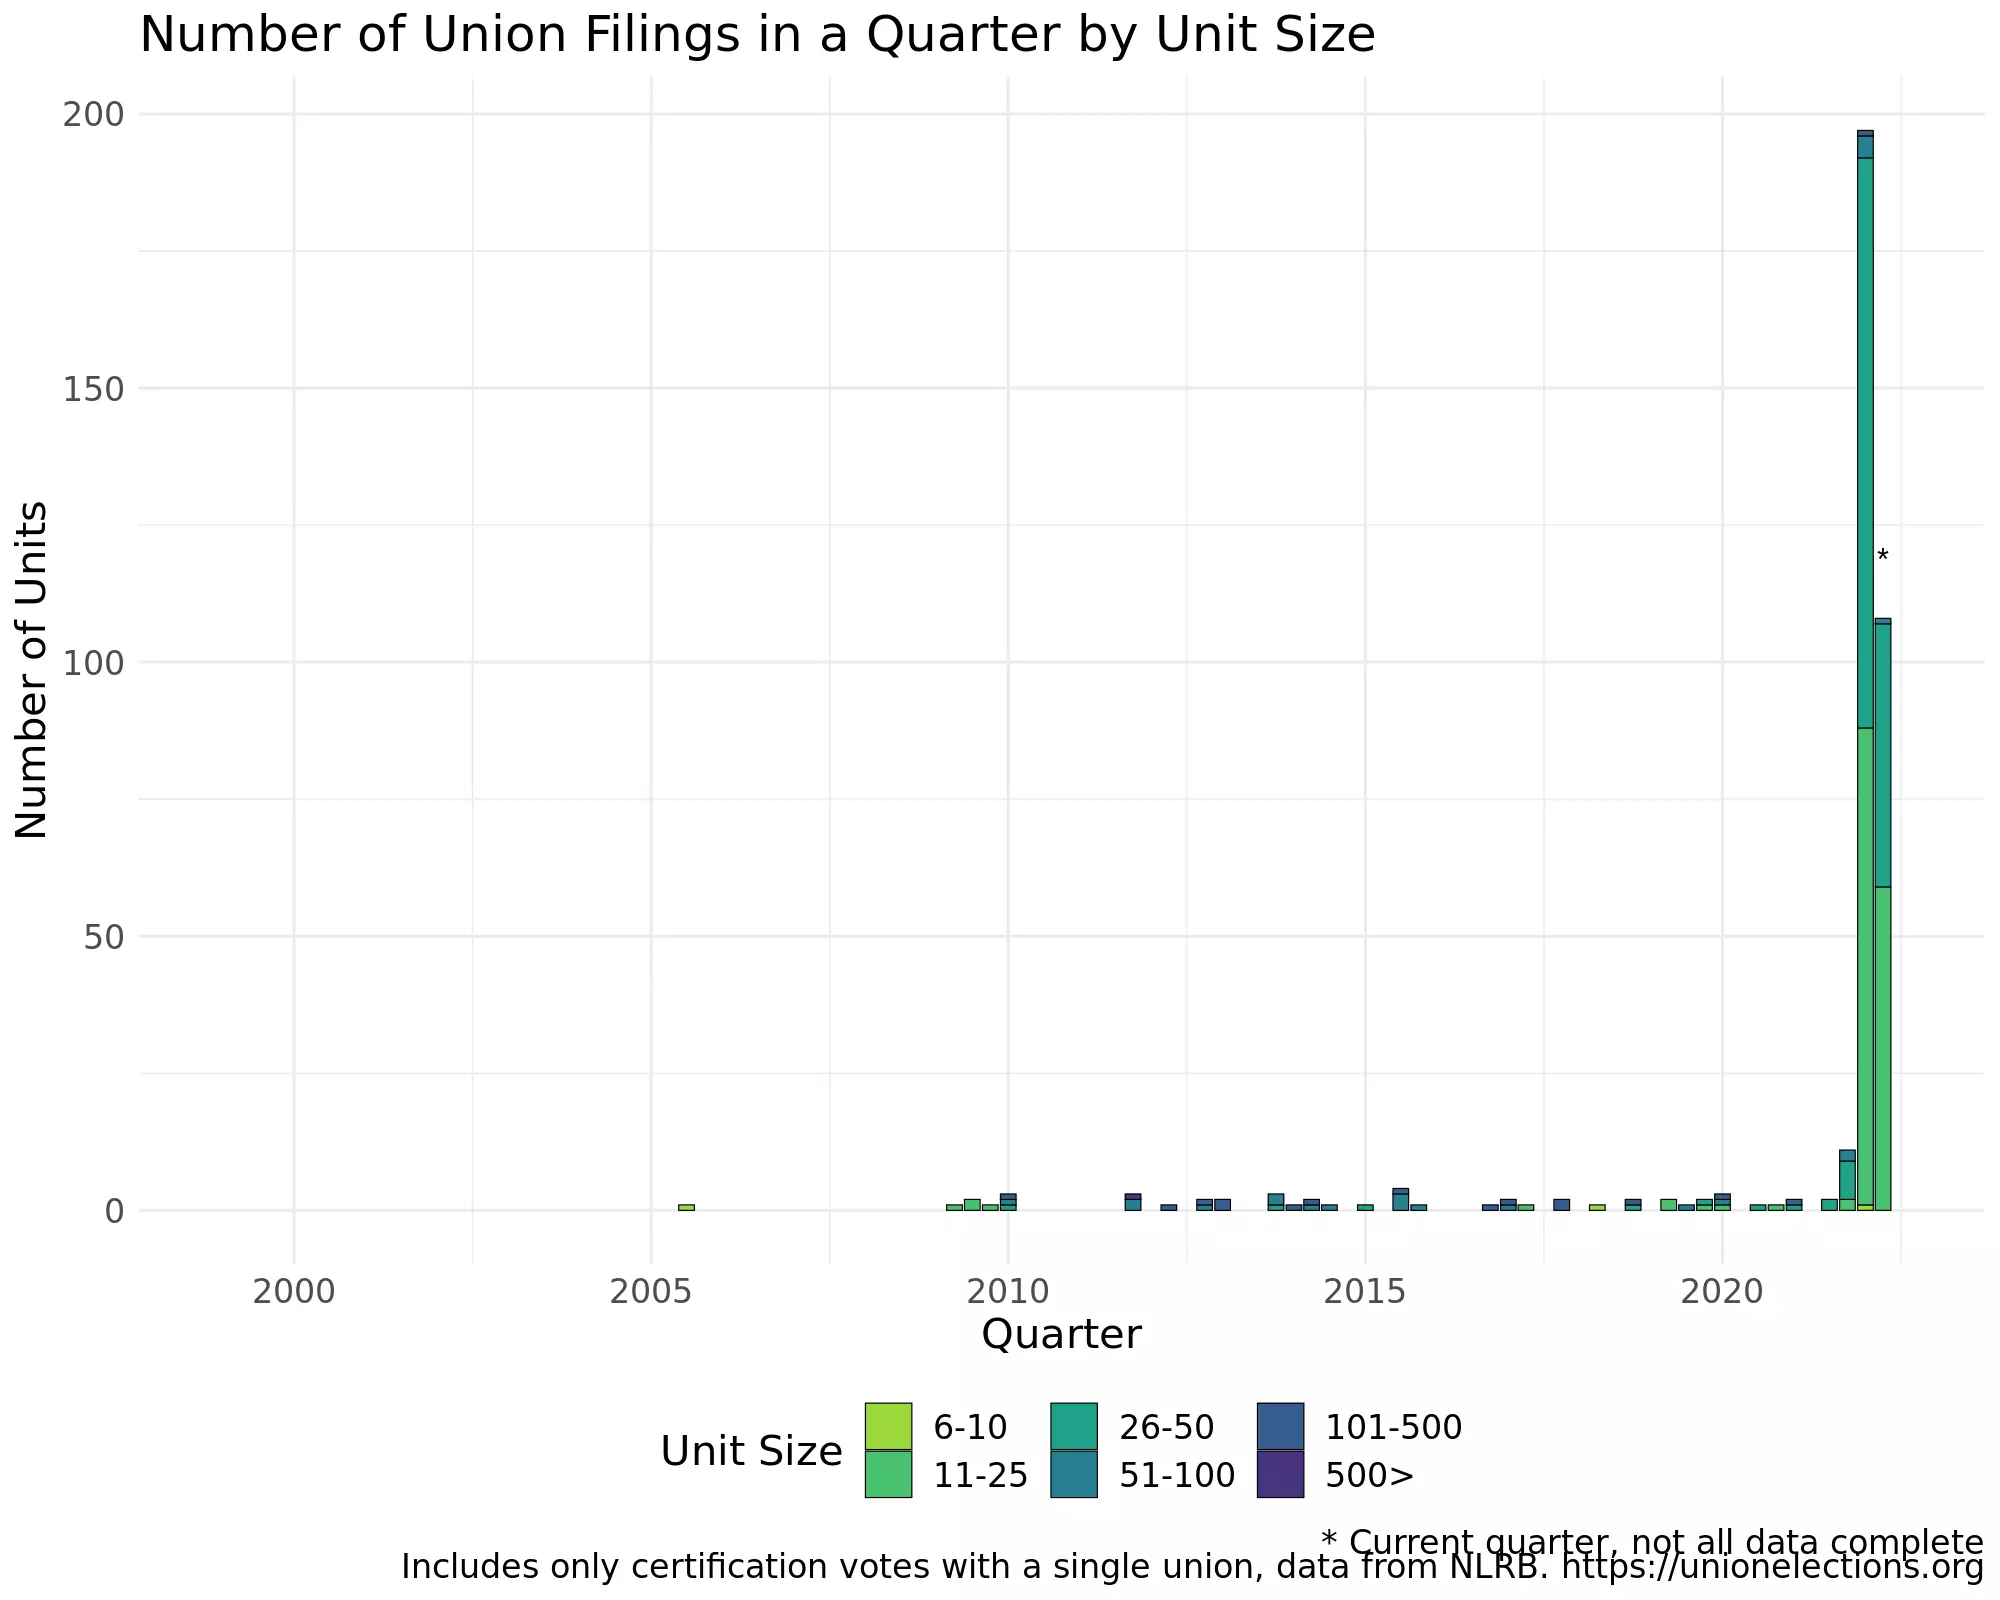 Number of Union Filings in a Quarter by Unit Size
200
150
100
50
0
Number of Units
*
2000 2005 2010 2015 2020
Quarter
Unit Size
6-10 26-50 101-500
11-25 51-100 500>
* Current quarter, not all data complete
Includes only certification votes with a single union, data from NLRB. https://unionelections.org